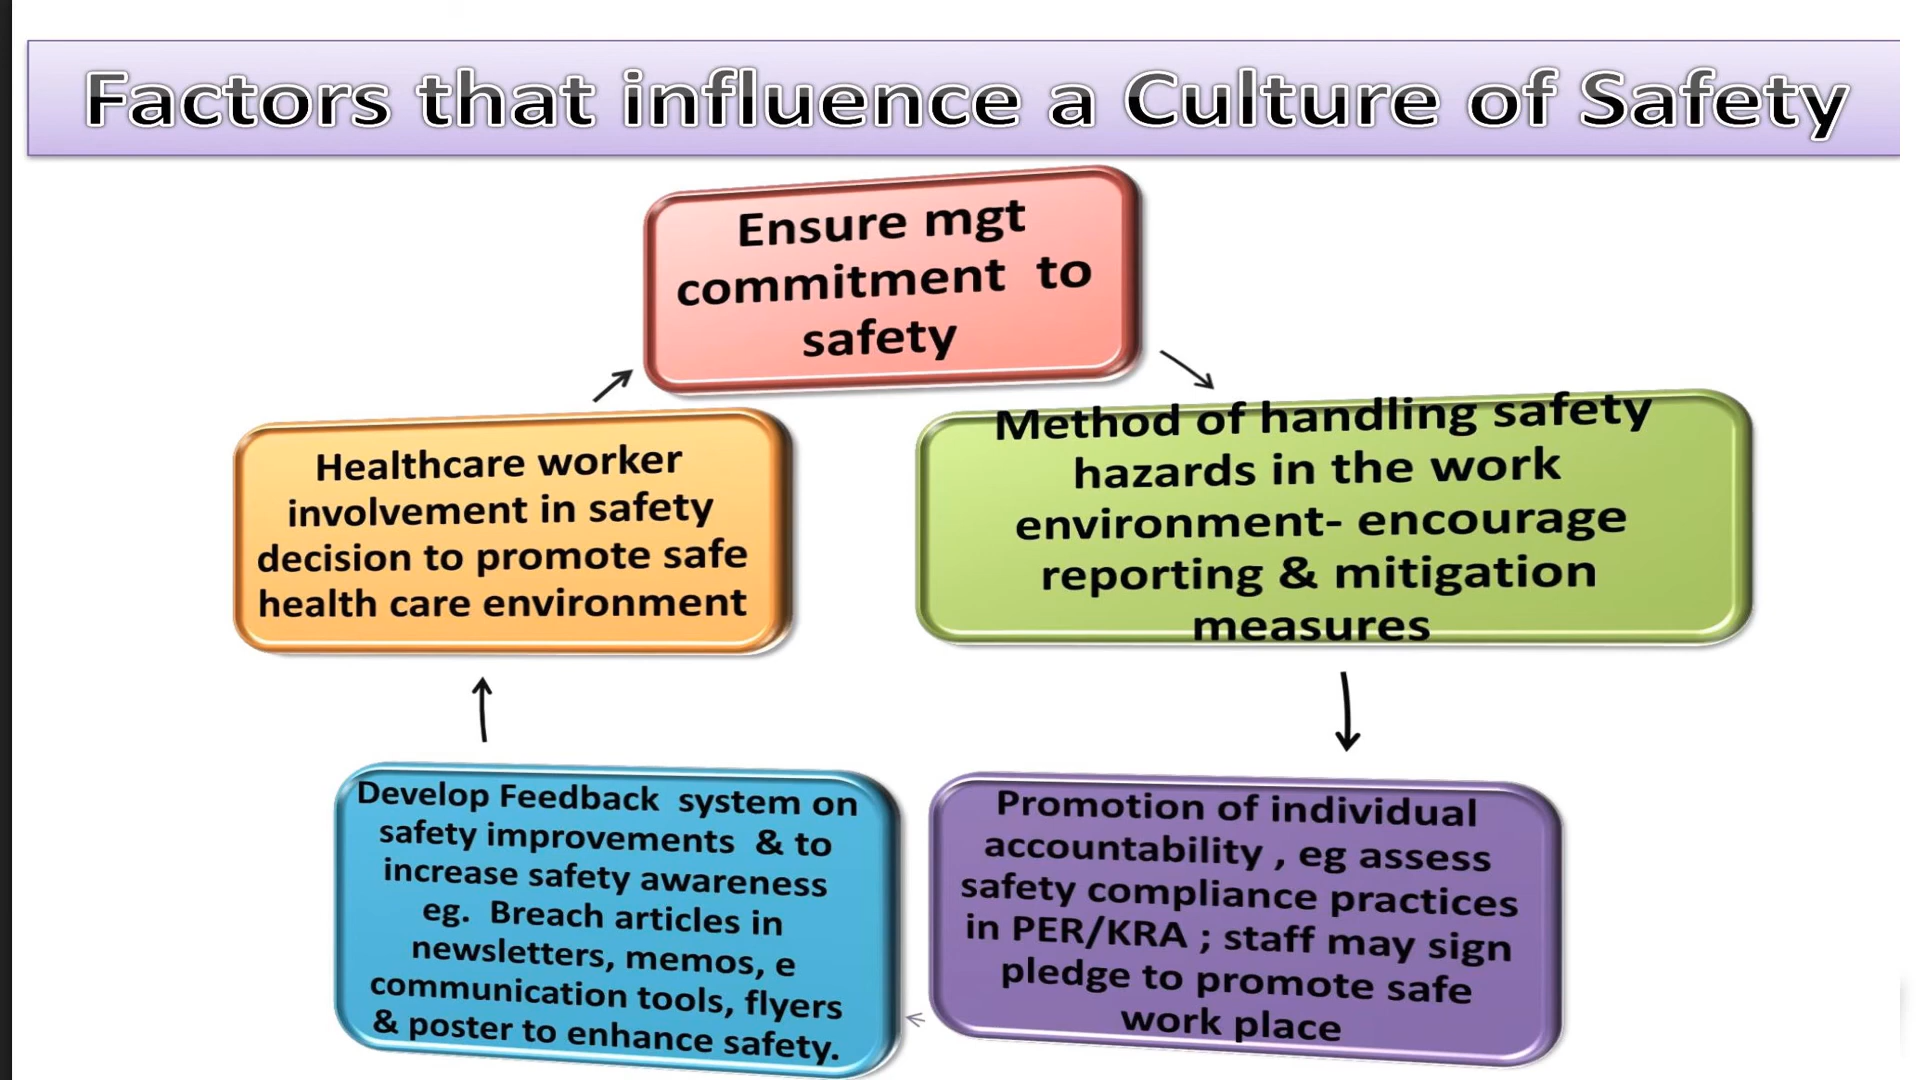 Factors that influence a Culture of Safety
Ensure mgt
commitment to
safety
Method of handling safety
hazards in the work
environment- encourage
reporting & mitigation
measures
Promotion of individual
accountability , eg assess
safety compliance practices
in PER/KRA ; staff may sign
pledge to promote safe
work place
Develop Feedback system on
safety improvements & to
increase safety awareness
eg. Breach articles in
newsletters, memos, e
communication tools, flyers
& poster to enhance safety.
Healthcare worker
involvement in safety
decision to promote safe
health care environment